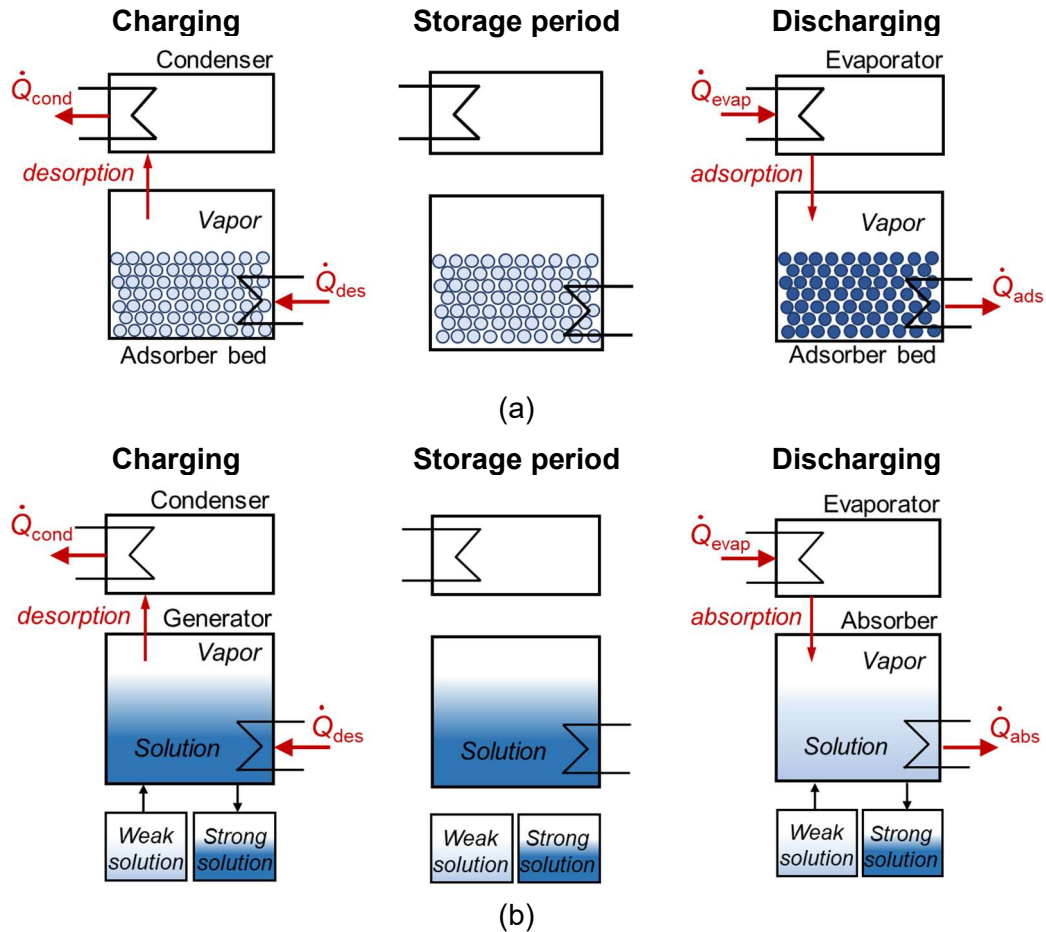 Charging Storage period Discharging
Condenser Evaporator
Q̇cond Q̇evap
desorption adsorption
Vapor Vapor
Q̇des Q̇ads
Adsorber bed Adsorber bed
(a)
Charging Storage period Discharging
Condenser Evaporator
Q̇cond Q̇evap
desorption Generator absorption Absorber
Vapor Vapor
Solution Q̇des Solution Q̇abs
Weak Strong Weak Strong Weak Strong
solution solution solution solution solution solution
(b)